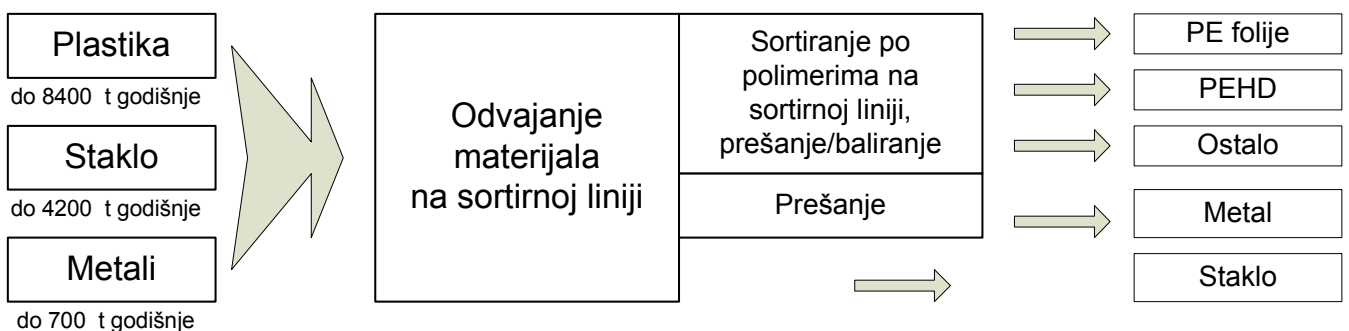 Plastika
do 8400 t godišnje
Staklo
do 4200 t godišnje
Metali
do 700 t godišnje
Odvajanje
materijala
na sortirnoj liniji
Sortiranje po
polimerima na
sortirnoj liniji,
prešanje/baliranje
Prešanje
PE folije
PEHD
Ostalo
Metal
Staklo